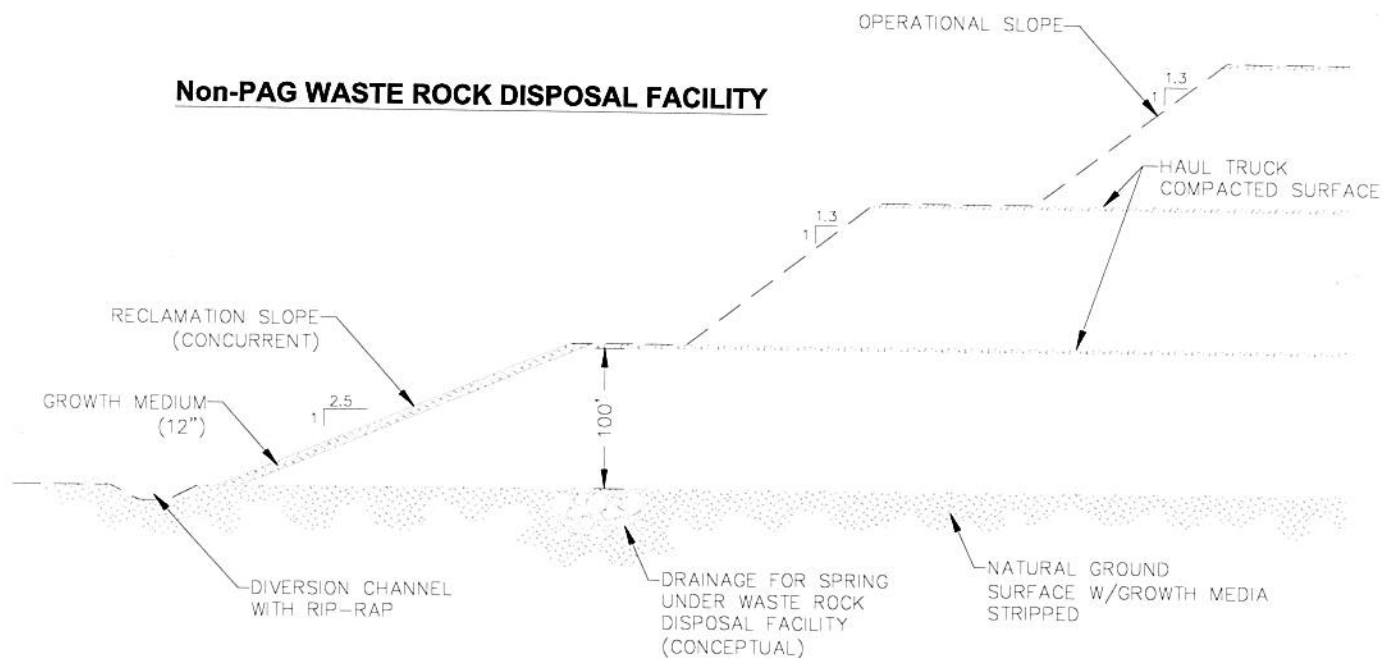 OPERATIONAL SLOPE
Non-PAG WASTE ROCK DISPOSAL FACILITY
1.3
1
HAUL TRUCK
COMPACTED SURFACE
1.3
1
RECLAMATION SLOPE
(CONCURRENT)
2.5
1
GROWTH MEDIUM
(12")
100'
DIVERSION CHANNEL
WITH RIP-RAP
DRAINAGE FOR SPRING
UNDER WASTE ROCK
DISPOSAL FACILITY
(CONCEPTUAL)
NATURAL GROUND
SURFACE W/GROWTH MEDIA
STRIPPED